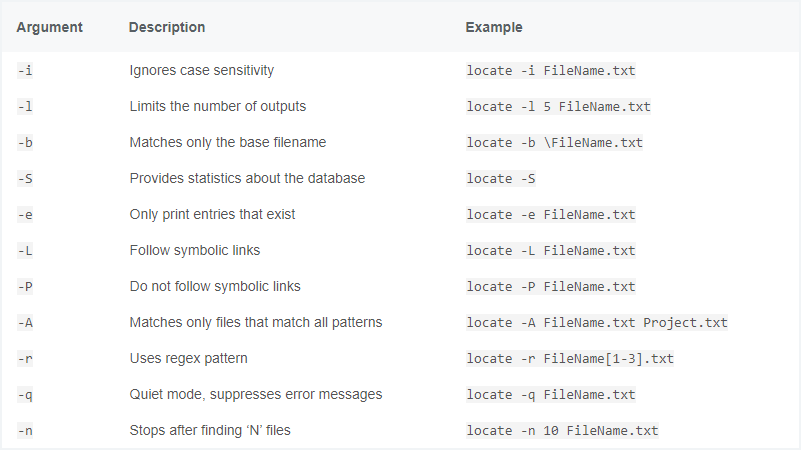 Argument Description Example
-i Ignores case sensitivity locate -i FileName.txt
-l Limits the number of outputs locate -l 5 FileName.txt
-b Matches only the base filename locate -b \FileName.txt
-S Provides statistics about the database locate -S
-e Only print entries that exist locate -e FileName.txt
-L Follow symbolic links locate -L FileName.txt
-P Do not follow symbolic links locate -P FileName.txt
-A Matches only files that match all patterns locate -A FileName.txt Project.txt
-r Uses regex pattern locate -r FileName[1-3].txt
-q Quiet mode, suppresses error messages locate -q FileName.txt
-n Stops after finding ‘N’ files locate -n 10 FileName.txt